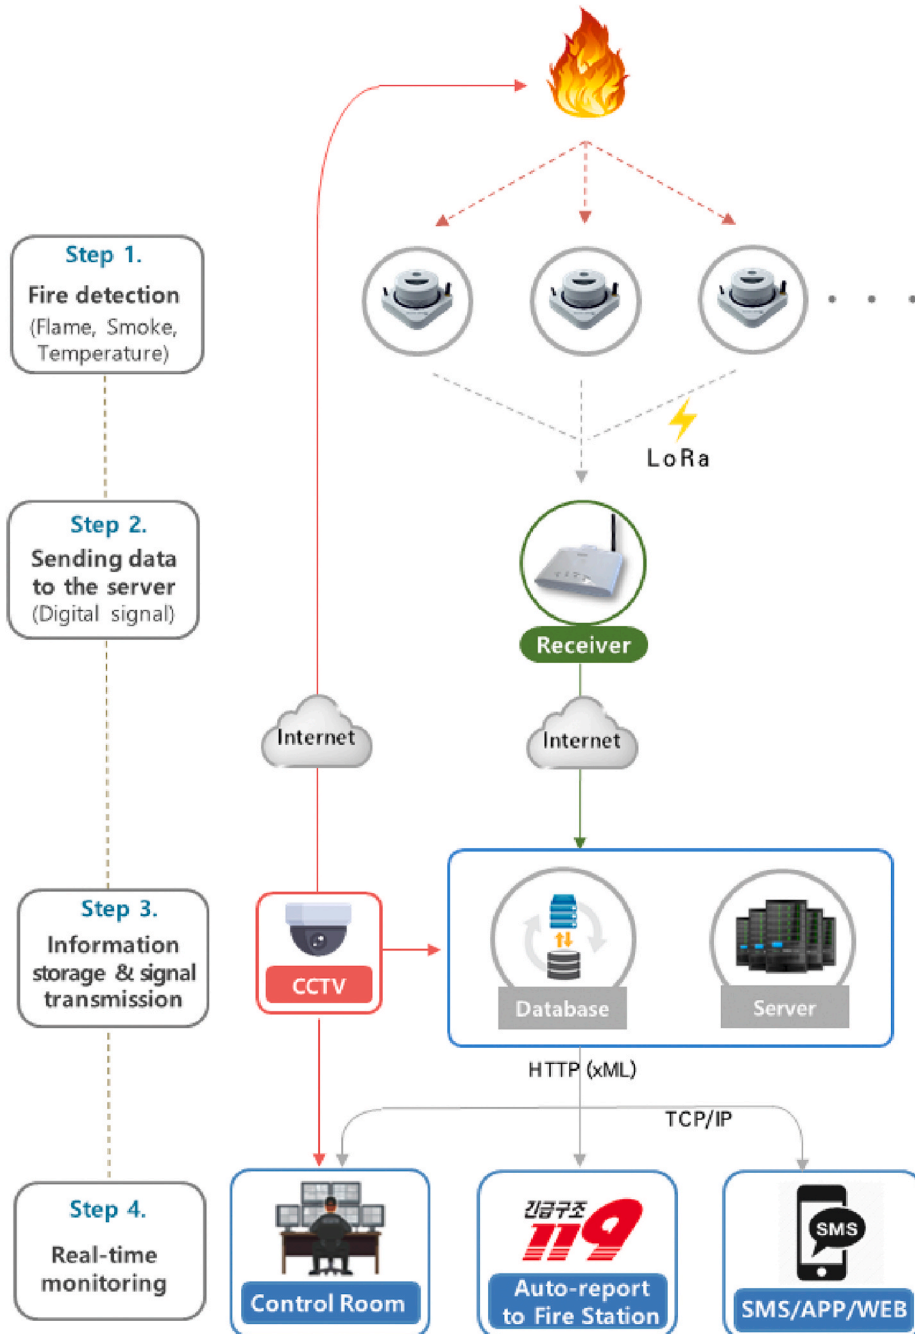 Step 1.
Fire detection
(Flame, Smoke,
Temperature)
LoRa
Step 2.
Sending data
to the server
(Digital signal)
Receiver
Internet
Internet
Step 3.
Information
storage & signal
transmission
CCTV
Database
Server
HTTP (xML)
TCP/IP
Step 4.
Real-time
monitoring
Control Room
긴급구조
119
Auto-report
to Fire Station
SMS
SMS/APP/WEB